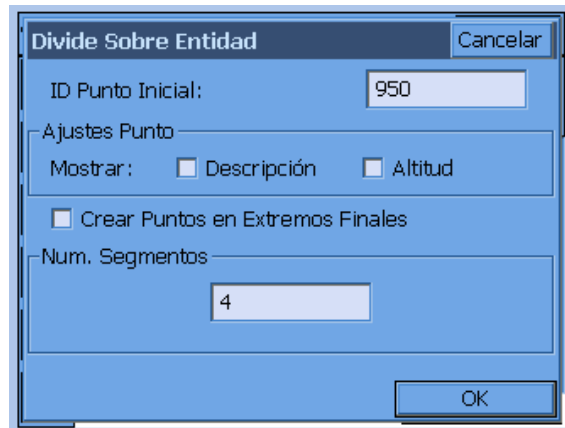 Divide Sobre Entidad Cancelar
ID Punto Inicial: 950
Ajustes Punto
Mostrar: Descripción Altitud
Crear Puntos en Extremos Finales
Num. Segmentos
4
OK